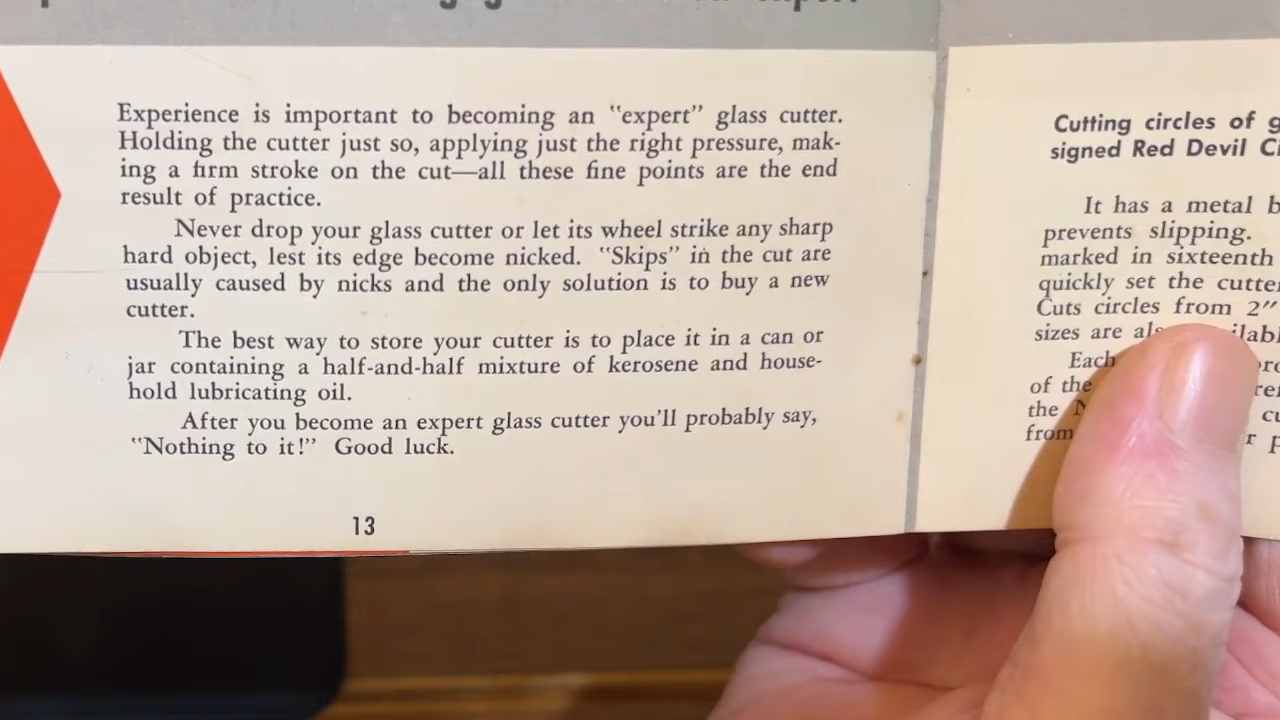 Experience is important to becoming an "expert" glass cutter.
Holding the cutter just so, applying just the right pressure, mak-
ing a firm stroke on the cut—all these fine points are the end
result of practice.
Never drop your glass cutter or let its wheel strike any sharp
hard object, lest its edge become nicked. "Skips" in the cut are
usually caused by nicks and the only solution is to buy a new
cutter.
The best way to store your cutter is to place it in a can or
jar containing a half-and-half mixture of kerosene and house-
hold lubricating oil.
After you become an expert glass cutter you'll probably say,
"Nothing to it!" Good luck.
13
Cutting circles of
signed Red Devil
It has a metal
prevents slipping.
marked in sixteenth
quickly set the
Cuts circles from 2"
sizes are
Each
of the
the
from